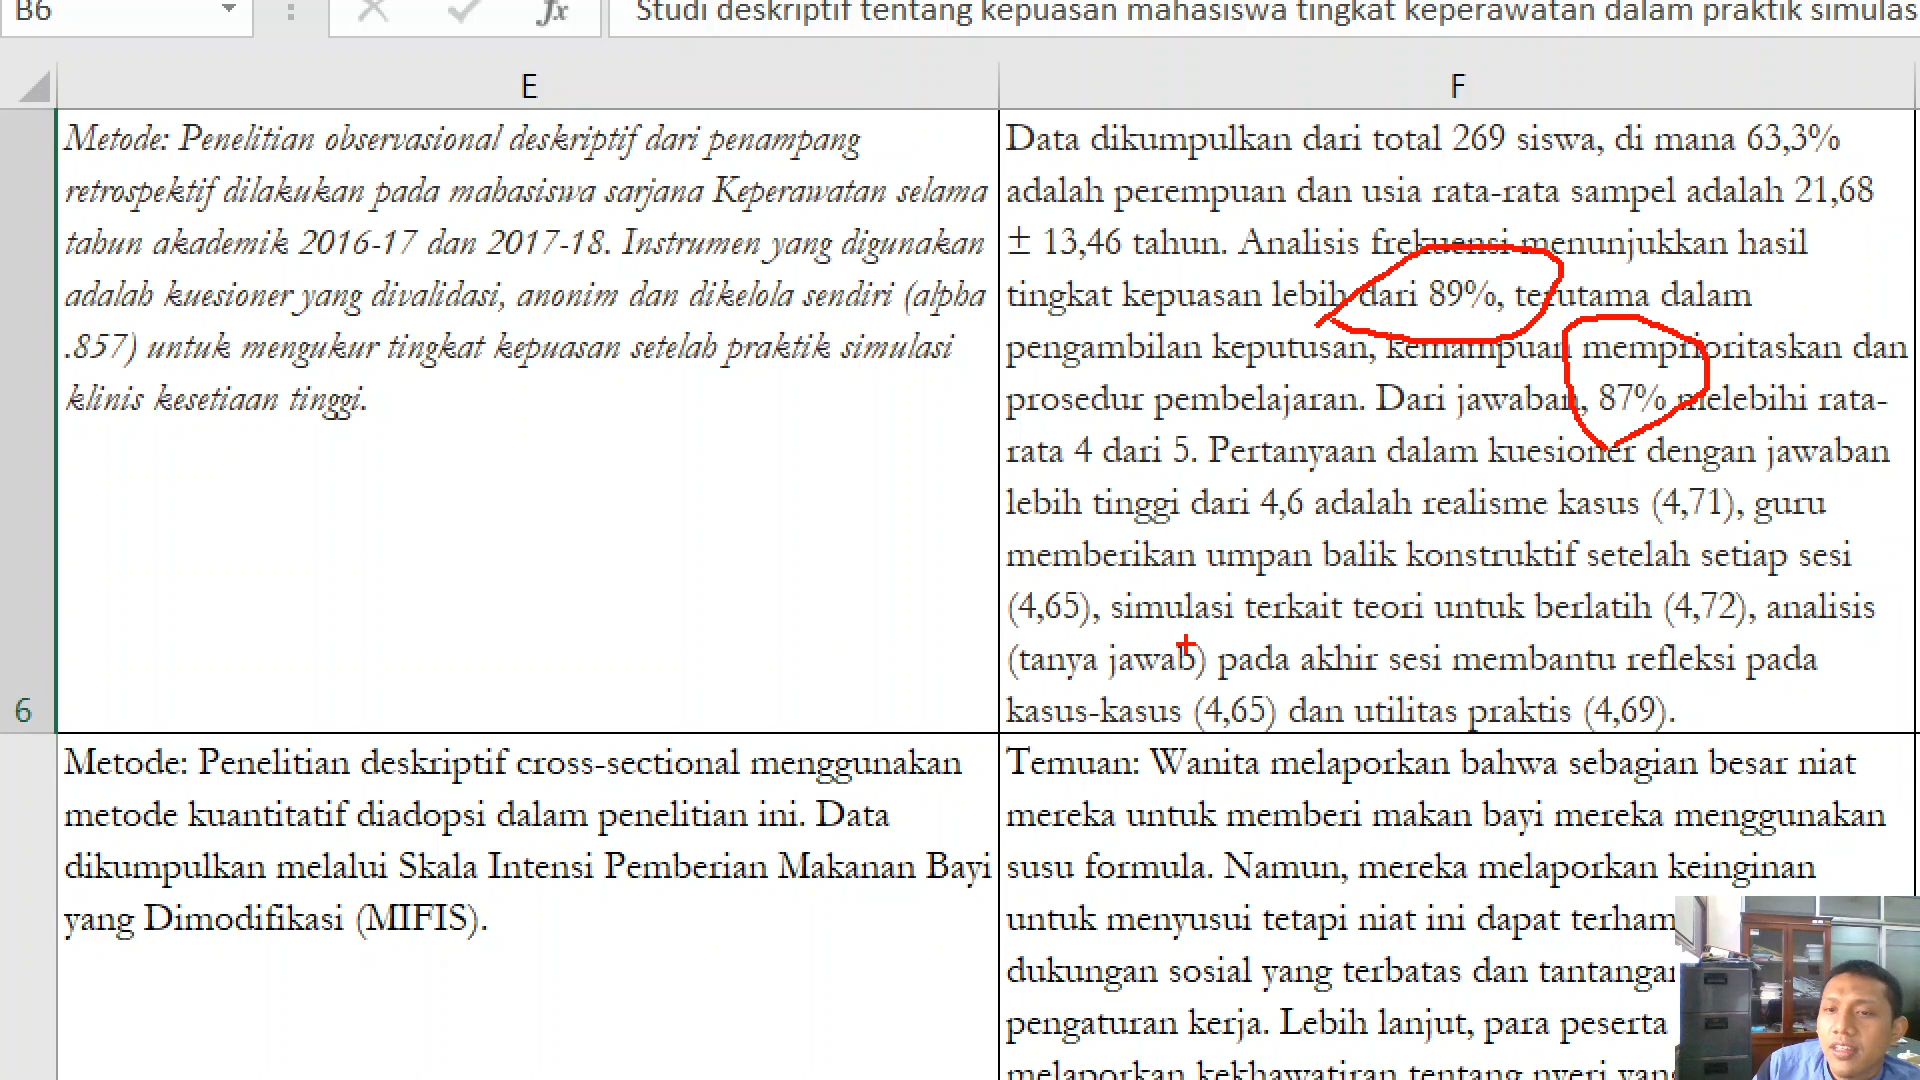 B6
fx
Studi deskriptif tentang kepuasan mahasiswa tingkat keperawatan dalam praktik simulas
E
F
Metode: Penelitian observasional deskriptif dari penampang
retrospektif dilakukan pada mahasiswa sarjana Keperawatan selama
tahun akademik 2016-17 dan 2017-18. Instrumen yang digunakan
adalah kuesioner yang divalidasi, anonim dan dikelola sendiri (alpha
.857) untuk mengukur tingkat kepuasan setelah praktik simulasi
klinis kesetiaan tinggi.
Data dikumpulkan dari total 269 siswa, di mana 63,3%
adalah perempuan dan usia rata-rata sampel adalah 21,68
± 13,46 tahun. Analisis frekuensi menunjukkan hasil
tingkat kepuasan lebih dari 89%, terutama dalam
pengambilan keputusan, kemampuan memprioritaskan dan
prosedur pembelajaran. Dari jawaban, 87% melebihi rata-
rata 4 dari 5. Pertanyaan dalam kuesioner dengan jawaban
lebih tinggi dari 4,6 adalah realisme kasus (4,71), guru
memberikan umpan balik konstruktif setelah setiap sesi
(4,65), simulasi terkait teori untuk berlatih (4,72), analisis
(tanya jawab) pada akhir sesi membantu refleksi pada
kasus-kasus (4,65) dan utilitas praktis (4,69).
6
Metode: Penelitian deskriptif cross-sectional menggunakan
metode kuantitatif diadopsi dalam penelitian ini. Data
dikumpulkan melalui Skala Intensi Pemberian Makanan Bayi
yang Dimodifikasi (MIFIS).
Temuan: Wanita melaporkan bahwa sebagian besar niat
mereka untuk memberi makan bayi mereka menggunakan
susu formula. Namun, mereka melaporkan keinginan
untuk menyusui tetapi niat ini dapat terham
dukungan sosial yang terbatas dan tantangan
pengaturan kerja. Lebih lanjut, para peserta
melaporkan kekhawatiran tentang nyeri yang